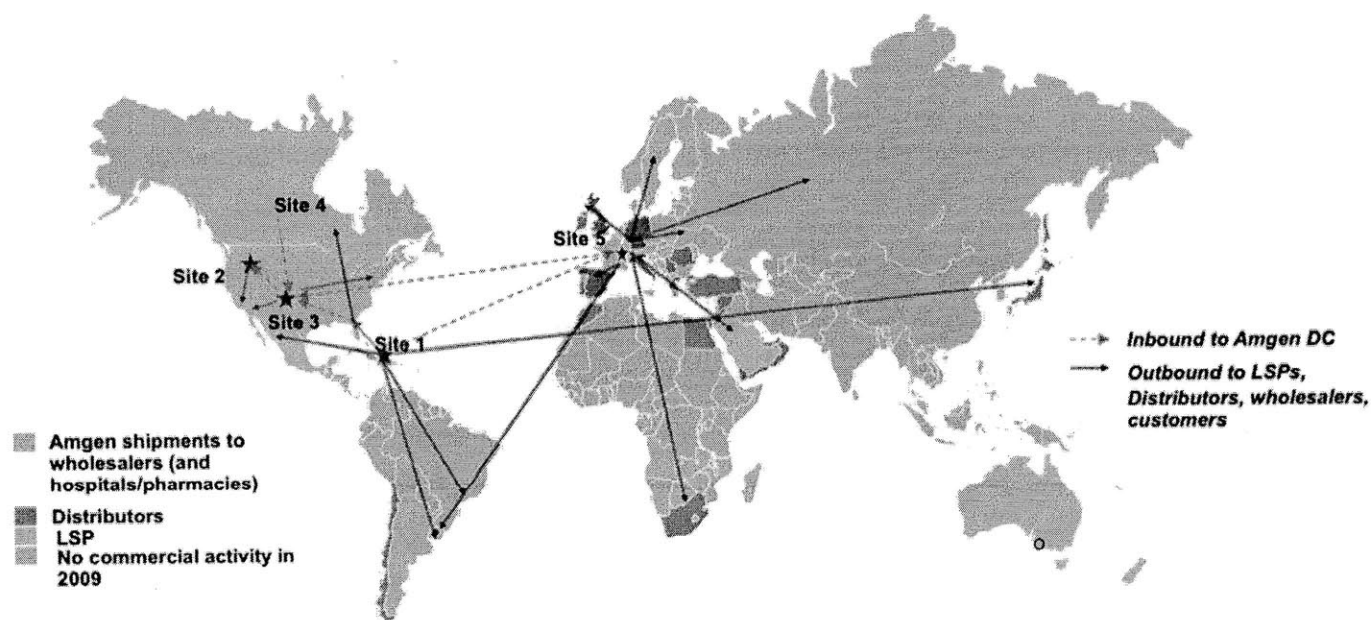 Site 4
Site 5
Site 2
Site 3
Site 1
Inbound to Amgen DC
Outbound to LSPs,
Distributors, wholesalers,
customers
Amgen shipments to
wholesalers (and
hospitals/pharmacies)
Distributors
LSP
No commercial activity in
2009